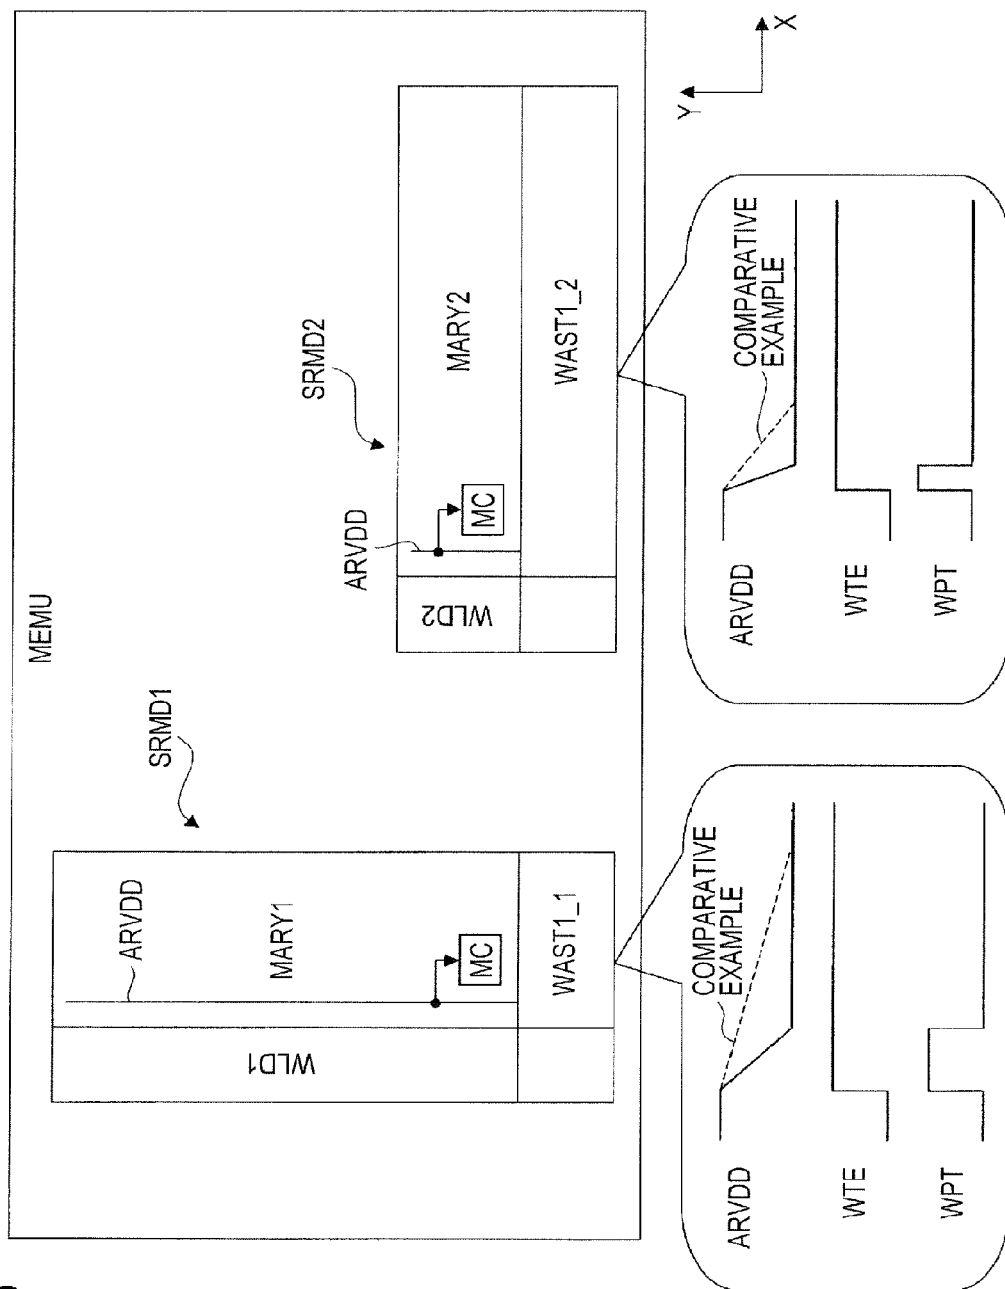 MEMU
SRMD1
SRMD2
ARVDD
MARY1
MC
WLD1
WAST1_1
ARVDD
MARY2
MC
WLD2
WAST1_2
Y
X
COMPARATIVE
EXAMPLE
ARVDD
WTE
WPT
COMPARATIVE
EXAMPLE
ARVDD
WTE
WPT